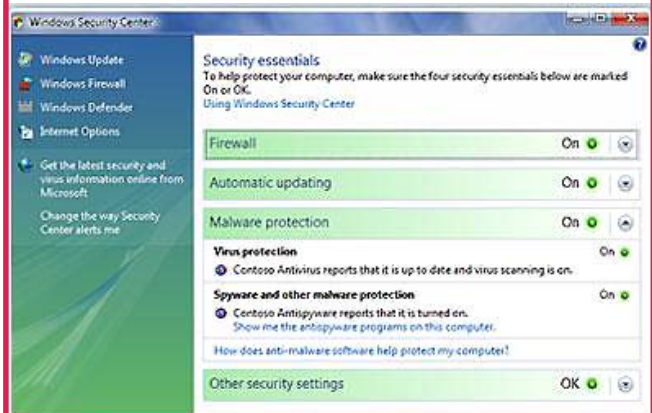 Windows Security Center
Windows Update
Windows Firewall
Windows Defender
Internet Options
Get the latest security and
virus information online from
Microsoft
Change the way Security
Center alerts me
Security essentials
To help protect your computer, make sure the four security essentials below are marked
On or OK.
Using Windows Security Center
Firewall On
Automatic updating On
Malware protection On
Virus protection On
Contoso Antivirus reports that it is up to date and virus scanning is on.
Spyware and other malware protection On
Contoso Antispyware reports that it is turned on.
Show me the antispyware programs on this computer.
How does anti-malware software help protect my computer?
Other security settings OK